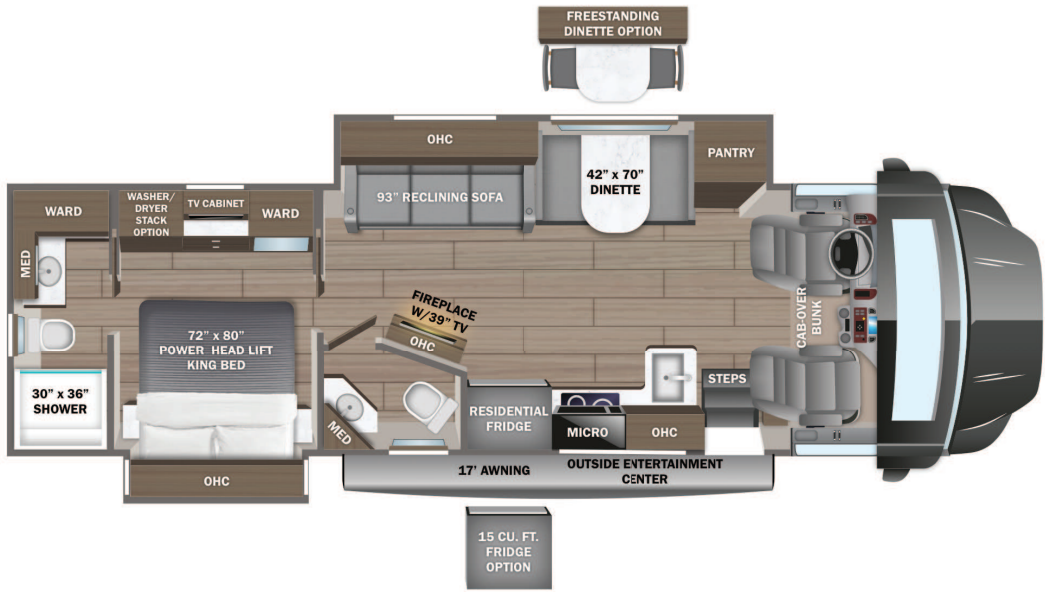 FREESTANDING
DINETTE OPTION
OHC
93" RECLINING SOFA
42" x 70"
DINETTE
PANTRY
WARD
WASHER/
DRYER
STACK
OPTION
TV CABINET
WARD
MED
72" x 80"
POWER HEAD LIFT
KING BED
FIREPLACE
W/39" TV
OHC
CAB-OVER
BUNK
30" x 36"
SHOWER
MED
RESIDENTIAL
FRIDGE
MICRO
OHC
STEPS
OHC
17' AWNING
OUTSIDE ENTERTAINMENT
CENTER
15 CU. FT.
FRIDGE
OPTION